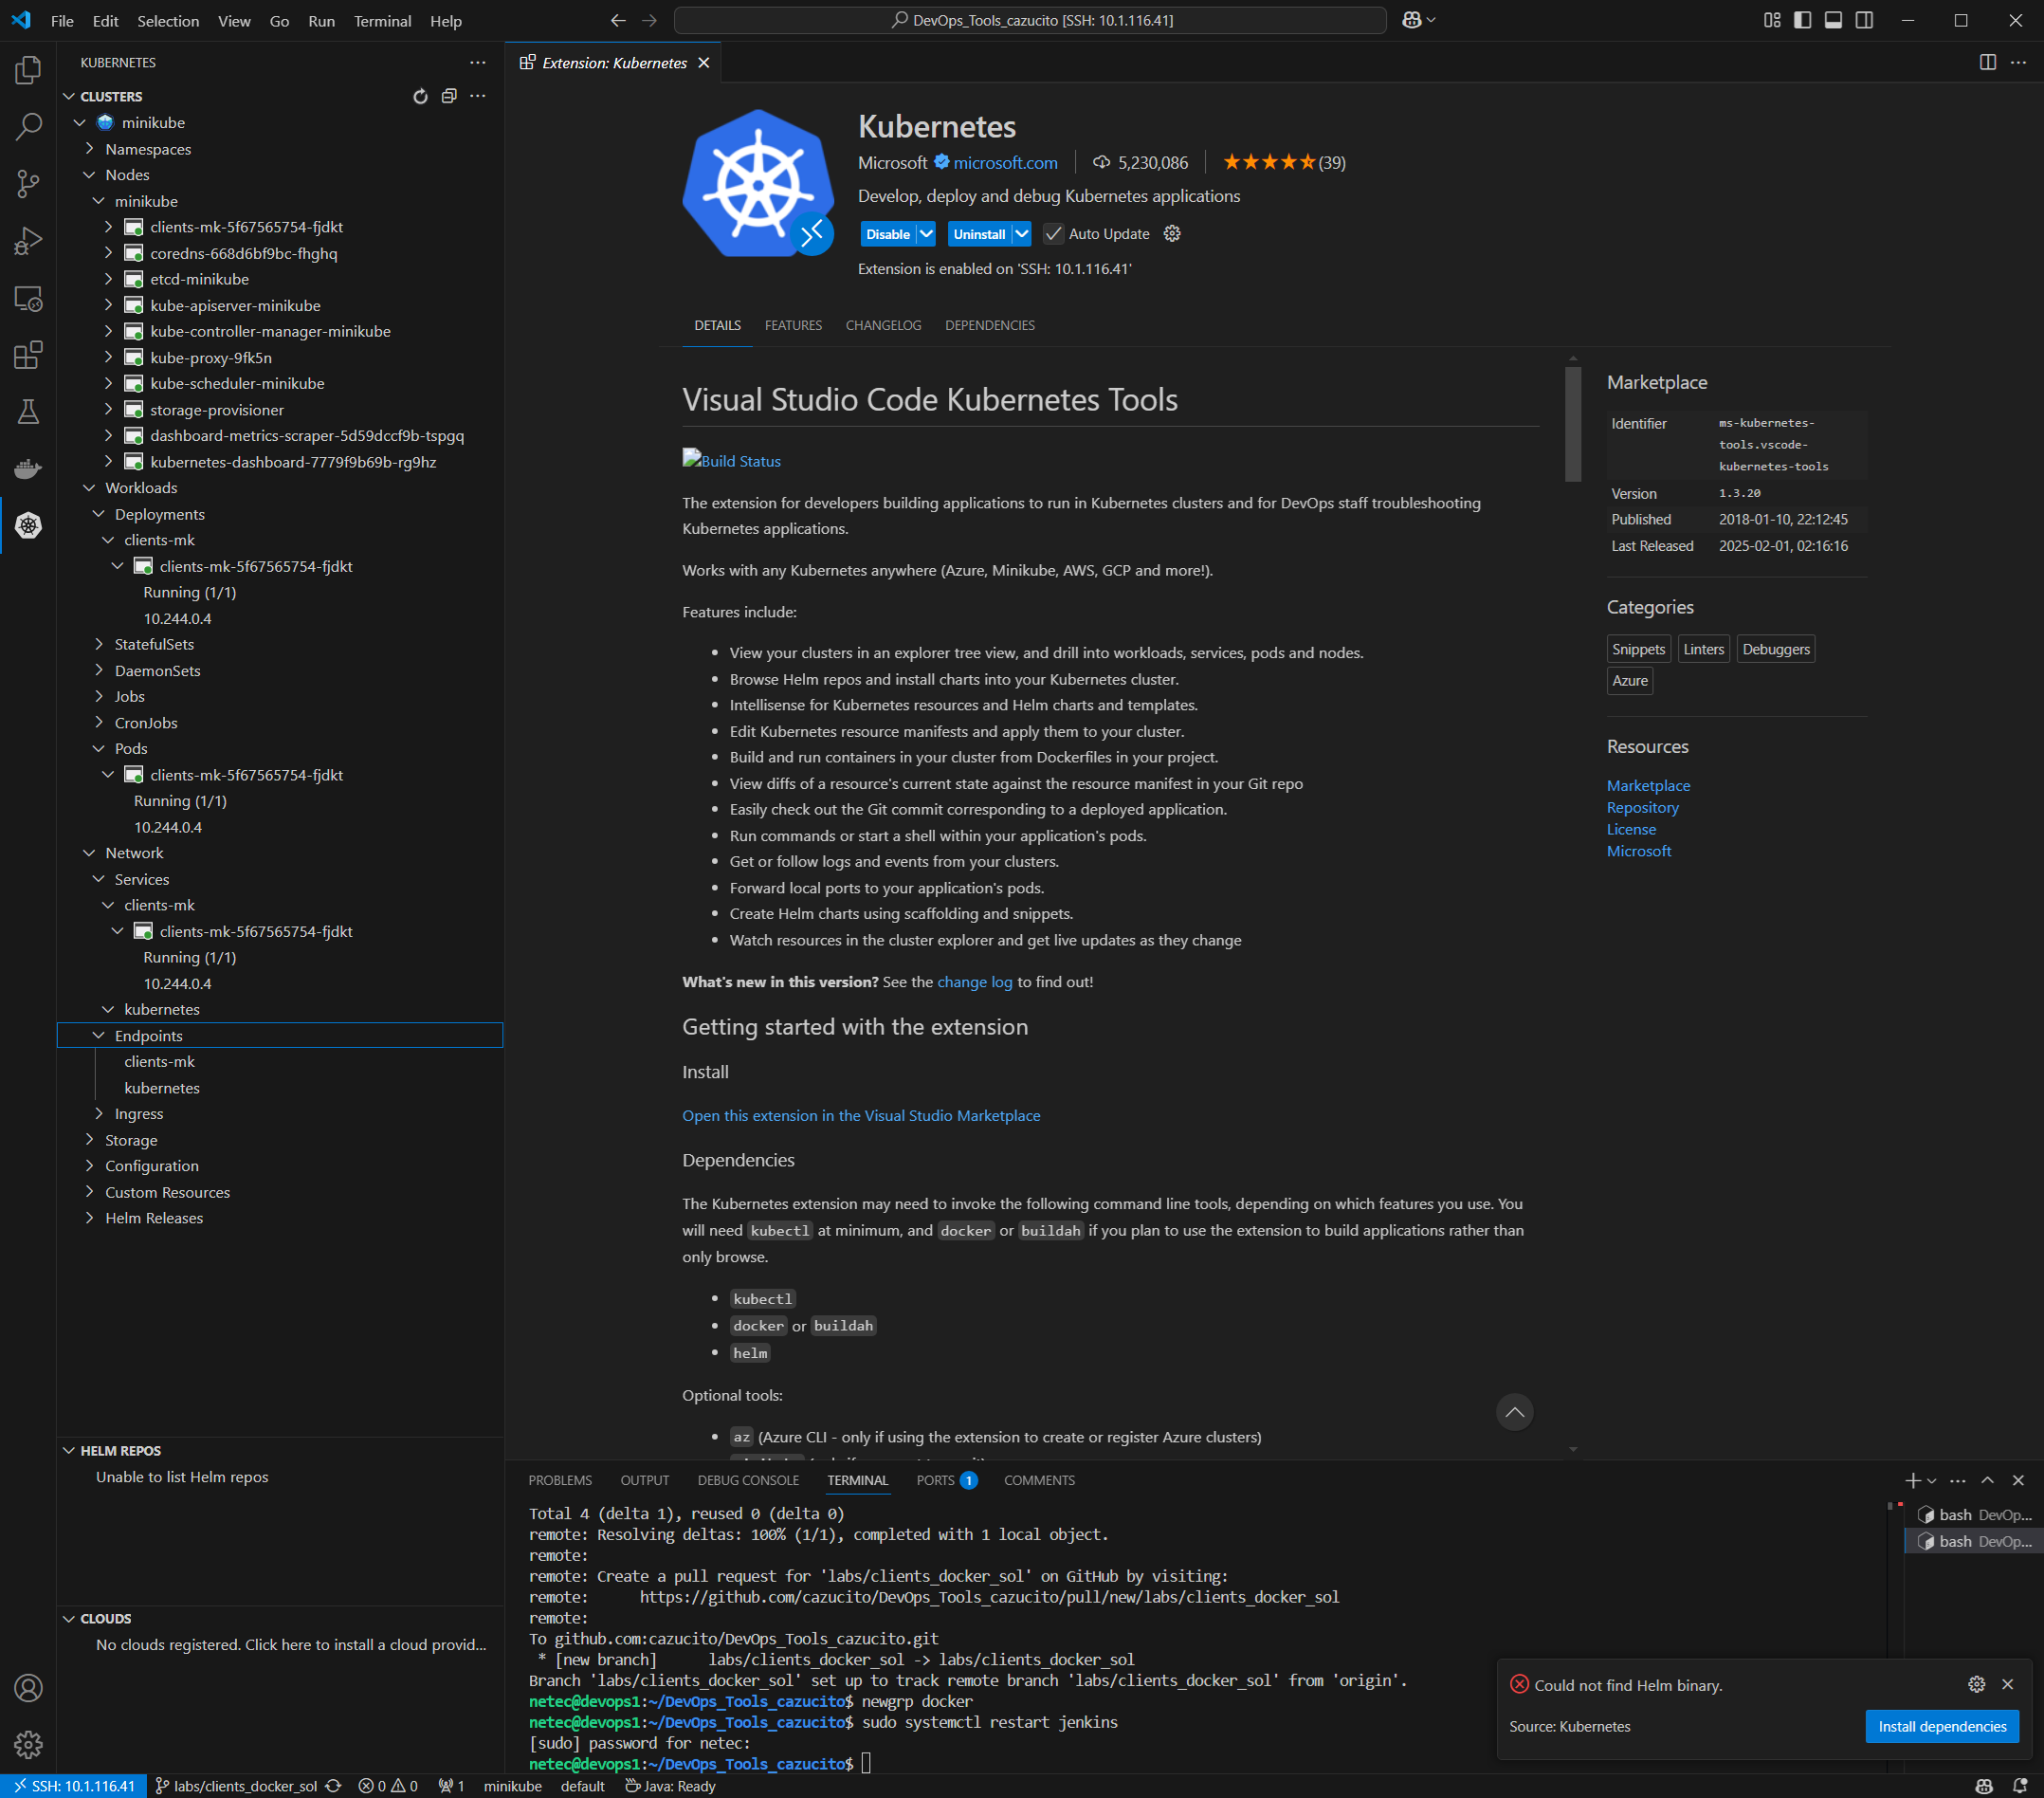 File Edit Selection View Go Run Terminal Help
DevOps_Tools_cazucito [SSH: 10.1.116.41]
KUBERNETES
CLUSTERS
minikube
Namespaces
Nodes
minikube
clients-mk-5f67565754-fjdkt
coredns-668d6bf9bc-fhghq
etcd-minikube
kube-apiserver-minikube
kube-controller-manager-minikube
kube-proxy-9fk5n
kube-scheduler-minikube
storage-provisioner
dashboard-metrics-scraper-5d59dccf9b-tspgq
kubernetes-dashboard-7779f9b69b-rg9hz
Workloads
Deployments
clients-mk
clients-mk-5f67565754-fjdkt
Running (1/1)
10.244.0.4
StatefulSets
DaemonSets
Jobs
CronJobs
Pods
clients-mk-5f67565754-fjdkt
Running (1/1)
10.244.0.4
Network
Services
clients-mk
clients-mk-5f67565754-fjdkt
Running (1/1)
10.244.0.4
kubernetes
Endpoints
clients-mk
kubernetes
Ingress
Storage
Configuration
Custom Resources
Helm Releases
HELM REPOS
Unable to list Helm repos
CLOUDS
No clouds registered. Click here to install a cloud provid...
Extension: Kubernetes
Kubernetes
Microsoft microsoft.com 5,230,086 (39)
Develop, deploy and debug Kubernetes applications
Disable Uninstall Auto Update
Extension is enabled on 'SSH: 10.1.116.41'
DETAILS FEATURES CHANGELOG DEPENDENCIES
Visual Studio Code Kubernetes Tools
Build Status
The extension for developers building applications to run in Kubernetes clusters and for DevOps staff troubleshooting
Kubernetes applications.
Works with any Kubernetes anywhere (Azure, Minikube, AWS, GCP and more!).
Features include:
• View your clusters in an explorer tree view, and drill into workloads, services, pods and nodes.
• Browse Helm repos and install charts into your Kubernetes cluster.
• Intellisense for Kubernetes resources and Helm charts and templates.
• Edit Kubernetes resource manifests and apply them to your cluster.
• Build and run containers in your cluster from Dockerfiles in your project.
• View diffs of a resource's current state against the resource manifest in your Git repo
• Easily check out the Git commit corresponding to a deployed application.
• Run commands or start a shell within your application's pods.
• Get or follow logs and events from your clusters.
• Forward local ports to your application's pods.
• Create Helm charts using scaffolding and snippets.
• Watch resources in the cluster explorer and get live updates as they change
What's new in this version? See the change log to find out!
Getting started with the extension
Install
Open this extension in the Visual Studio Marketplace
Dependencies
The Kubernetes extension may need to invoke the following command line tools, depending on which features you use. You
will need kubectl at minimum, and docker or buildah if you plan to use the extension to build applications rather than
only browse.
• kubectl
• docker or buildah
• helm
Optional tools:
• az (Azure CLI - only if using the extension to create or register Azure clusters)
Marketplace
Identifier ms-kubernetes-
tools.vscode-
kubernetes-tools
Version 1.3.20
Published 2018-01-10, 22:12:45
Last Released 2025-02-01, 02:16:16
Categories
Snippets Linters Debuggers
Azure
Resources
Marketplace
Repository
License
Microsoft
PROBLEMS OUTPUT DEBUG CONSOLE TERMINAL PORTS 1 COMMENTS
Total 4 (delta 1), reused 0 (delta 0)
remote: Resolving deltas: 100% (1/1), completed with 1 local object.
remote:
remote: Create a pull request for 'labs/clients_docker_sol' on GitHub by visiting:
remote:      https://github.com/cazucito/DevOps_Tools_cazucito/pull/new/labs/clients_docker_sol
remote:
To github.com:cazucito/DevOps_Tools_cazucito.git
 * [new branch]      labs/clients_docker_sol -> labs/clients_docker_sol
Branch 'labs/clients_docker_sol' set up to track remote branch 'labs/clients_docker_sol' from 'origin'.
netec@devops1:~/DevOps_Tools_cazucito$ newgrp docker
netec@devops1:~/DevOps_Tools_cazucito$ sudo systemctl restart jenkins
[sudo] password for netec:
netec@devops1:~/DevOps_Tools_cazucito$
bash DevOp...
bash DevOp...
Could not find Helm binary.
Source: Kubernetes
Install dependencies
SSH: 10.1.116.41 labs/clients_docker_sol 0 0 1 minikube default Java: Ready